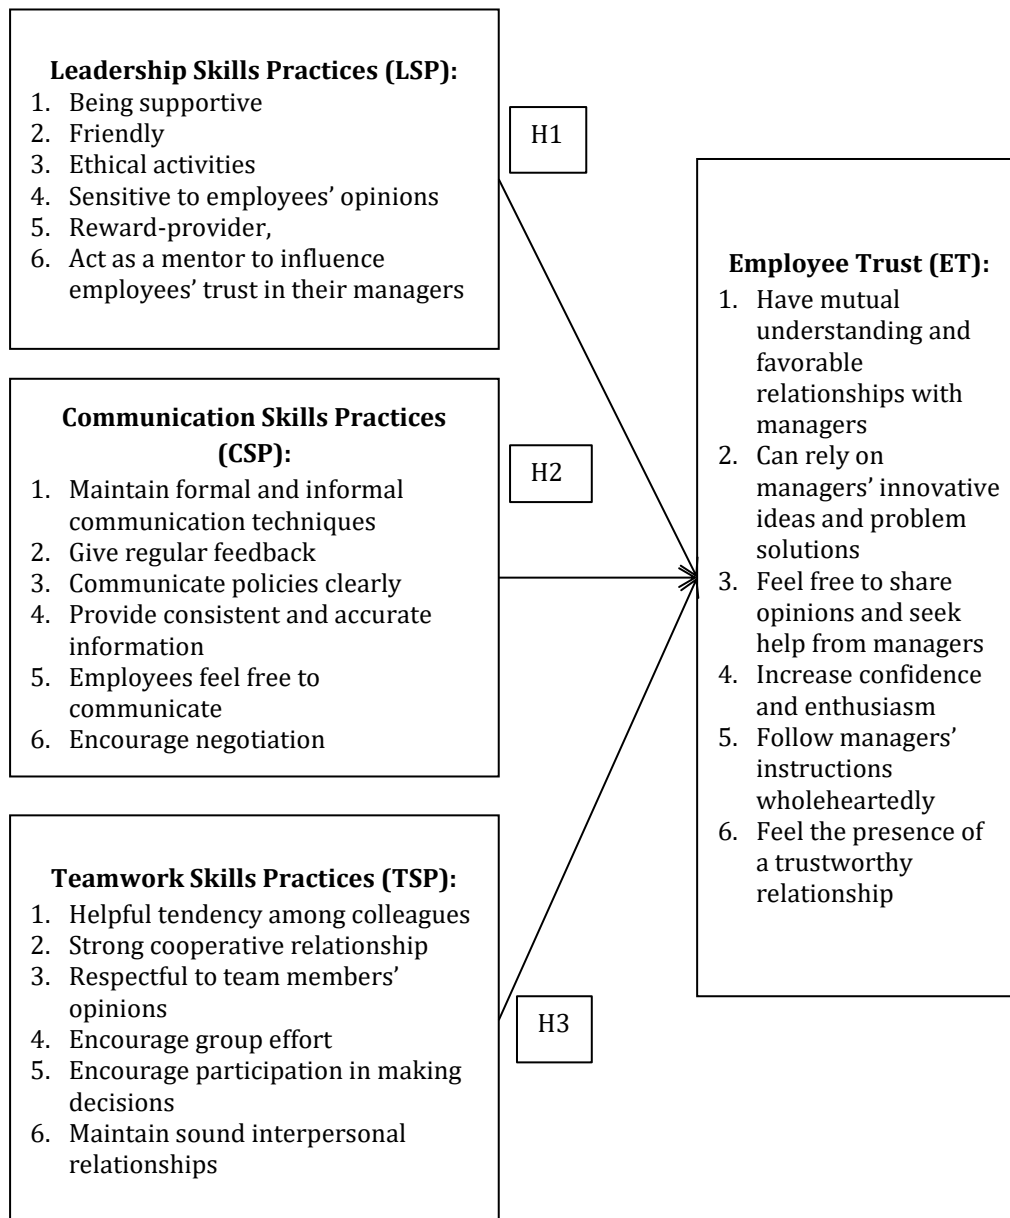 Leadership Skills Practices (LSP):
1. Being supportive
2. Friendly
3. Ethical activities
4. Sensitive to employees’ opinions
5. Reward-provider,
6. Act as a mentor to influence
employees’ trust in their managers
H1
Communication Skills Practices
(CSP):
1. Maintain formal and informal
communication techniques
2. Give regular feedback
3. Communicate policies clearly
4. Provide consistent and accurate
information
5. Employees feel free to
communicate
6. Encourage negotiation
H2
Teamwork Skills Practices (TSP):
1. Helpful tendency among colleagues
2. Strong cooperative relationship
3. Respectful to team members’
opinions
4. Encourage group effort
5. Encourage participation in making
decisions
6. Maintain sound interpersonal
relationships
H3
Employee Trust (ET):
1. Have mutual
understanding and
favorable
relationships with
managers
2. Can rely on
managers’ innovative
ideas and problem
solutions
3. Feel free to share
opinions and seek
help from managers
4. Increase confidence
and enthusiasm
5. Follow managers’
instructions
wholeheartedly
6. Feel the presence of
a trustworthy
relationship